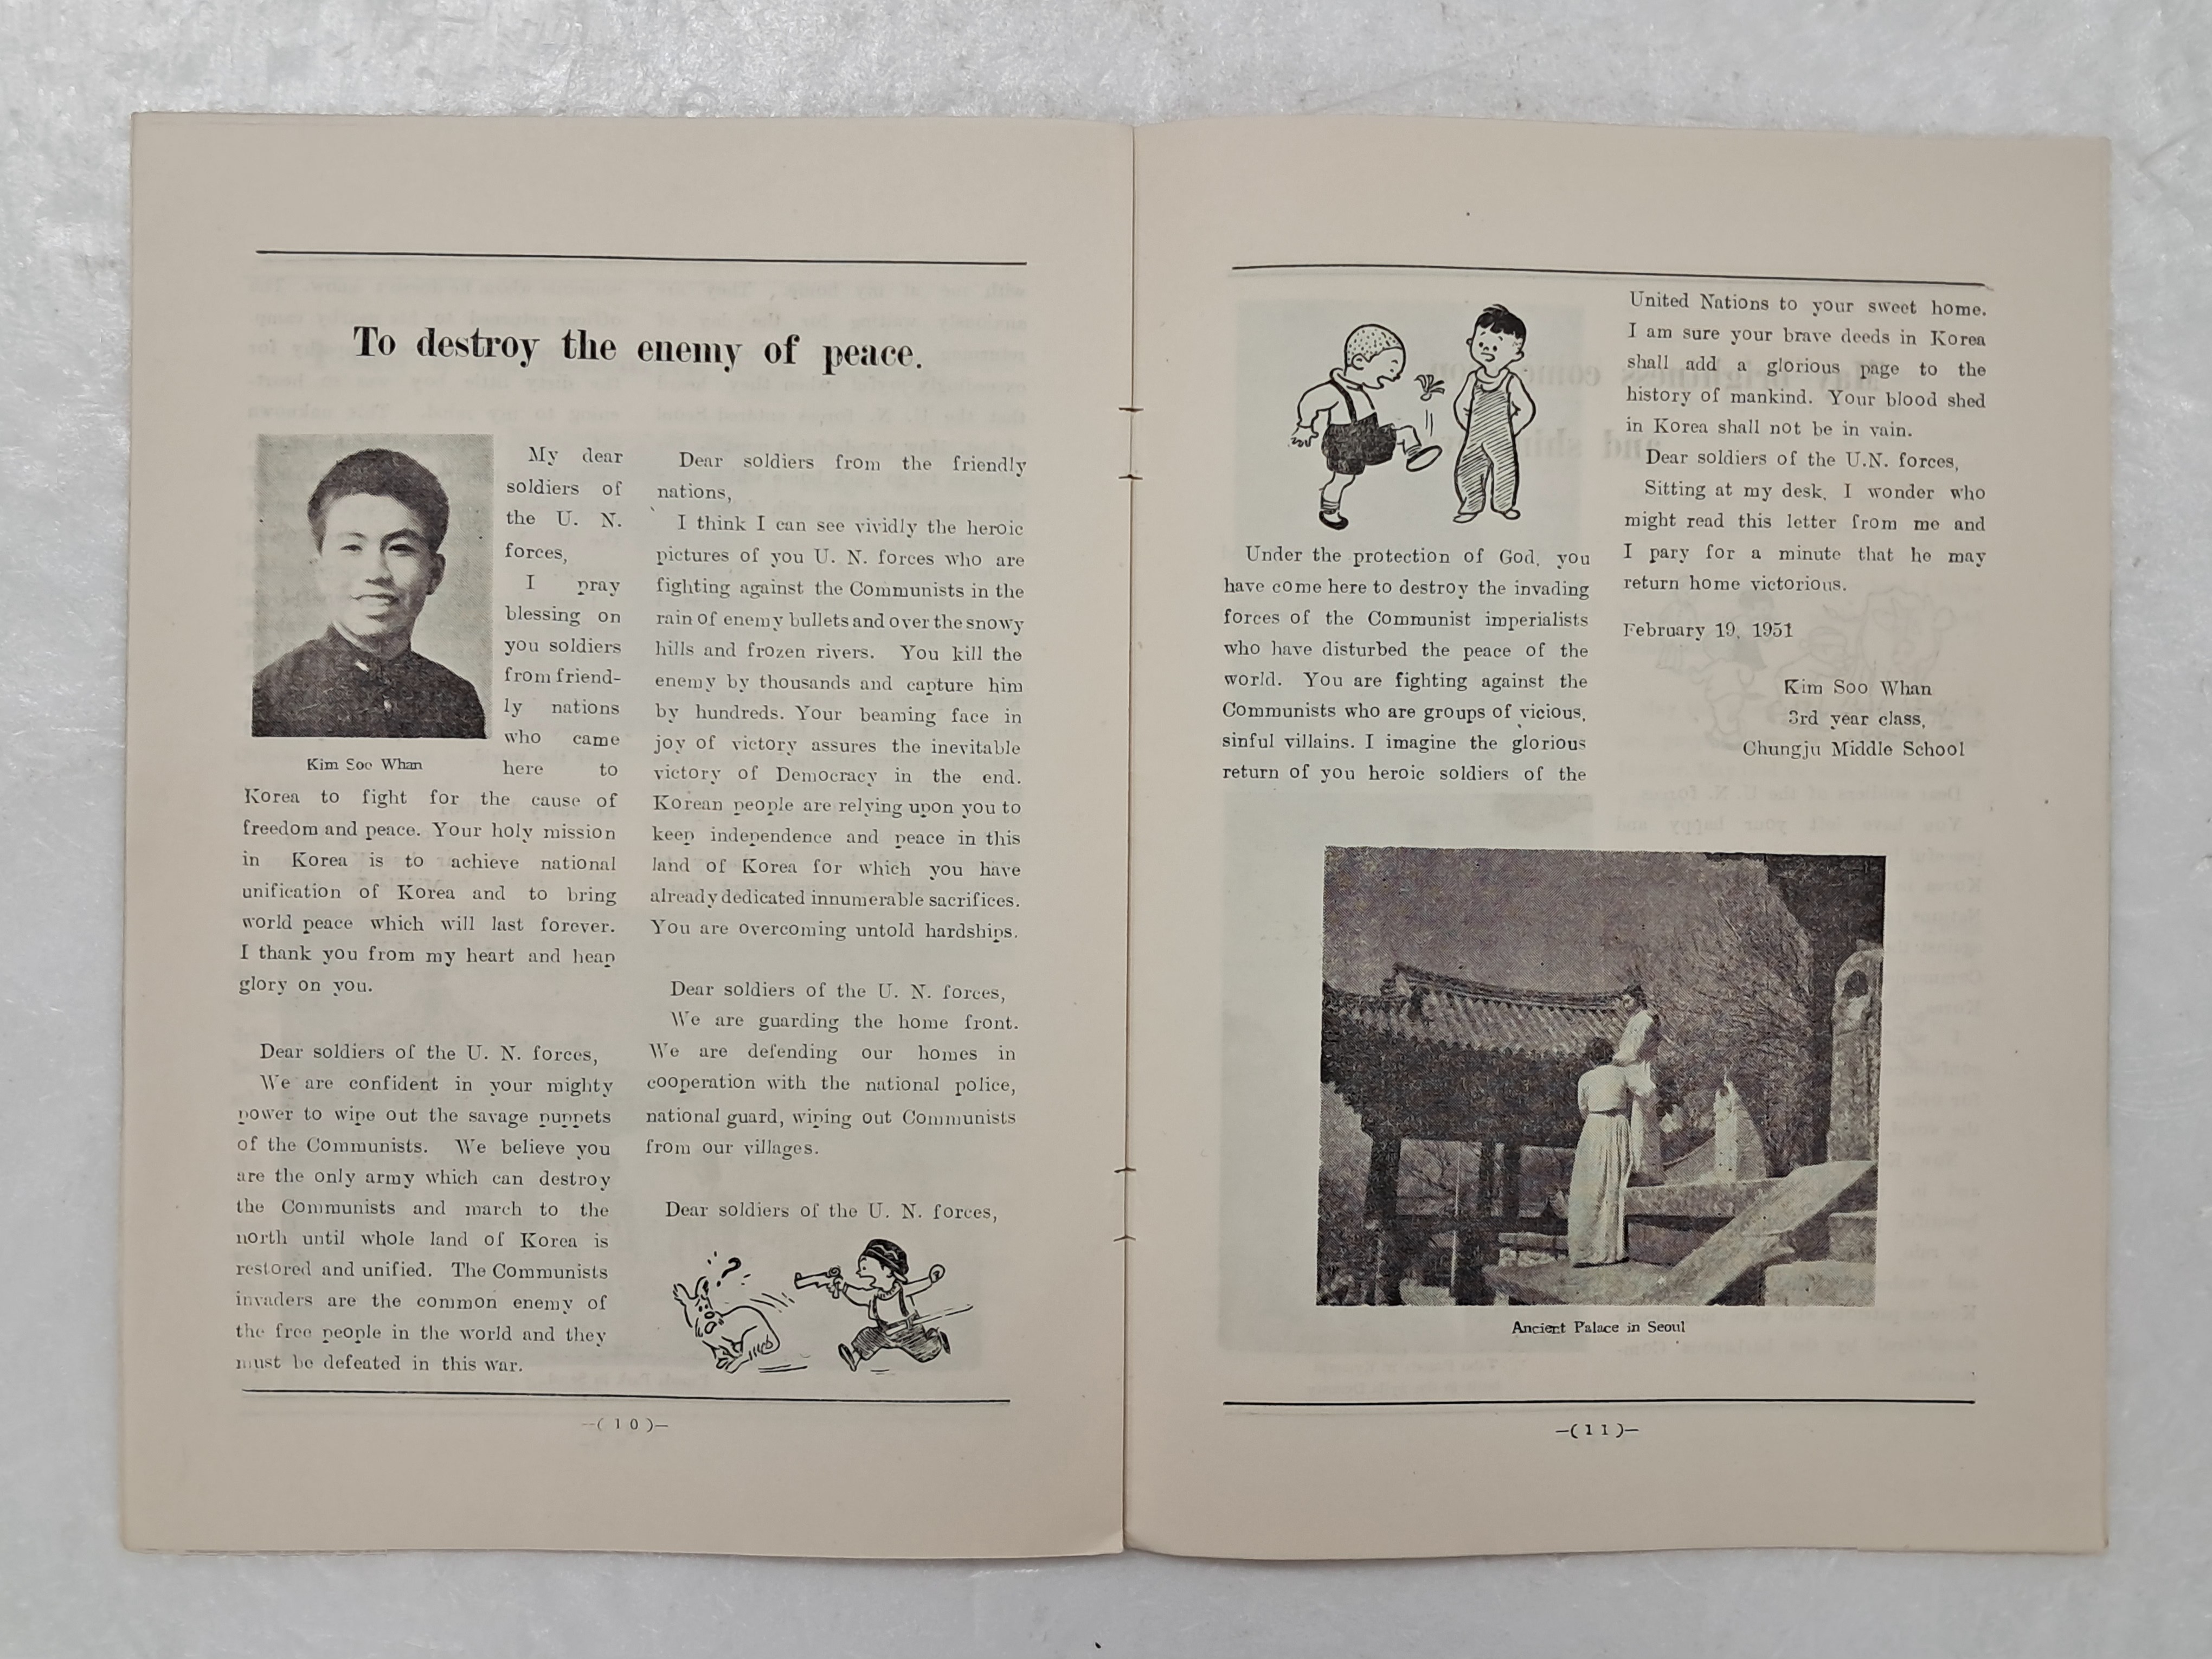 To destroy the enemy of peace.
My dear
soldiers of
the U. N.
forces,
I pray
blessing on
you soldiers
from friend-
ly nations
who came
here to
Kim Soo Whan
Korea to fight for the cause of
freedom and peace. Your holy mission
in Korea is to achieve national
unification of Korea and to bring
world peace which will last forever.
I thank you from my heart and heap
glory on you.
Dear soldiers of the U. N. forces,
We are confident in your mighty
power to wipe out the savage puppets
of the Communists. We believe you
are the only army which can destroy
the Communists and march to the
north until whole land of Korea is
restored and unified. The Communists
invaders are the common enemy of
the free people in the world and they
must be defeated in this war.
Dear soldiers from the friendly
nations,
I think I can see vividly the heroic
pictures of you U. N. forces who are
fighting against the Communists in the
rain of enemy bullets and over the snowy
hills and frozen rivers. You kill the
enemy by thousands and capture him
by hundreds. Your beaming face in
joy of victory assures the inevitable
victory of Democracy in the end.
Korean people are relying upon you to
keep independence and peace in this
land of Korea for which you have
already dedicated innumerable sacrifices.
You are overcoming untold hardships.
Dear soldiers of the U. N. forces,
We are guarding the home front.
We are defending our homes in
cooperation with the national police,
national guard, wiping out Communists
from our villages.
Dear soldiers of the U. N. forces,
?
—( 1 0 )—
Under the protection of God, you
have come here to destroy the invading
forces of the Communist imperialists
who have disturbed the peace of the
world. You are fighting against the
Communists who are groups of vicious,
sinful villains. I imagine the glorious
return of you heroic soldiers of the
United Nations to your sweet home.
I am sure your brave deeds in Korea
shall add a glorious page to the
history of mankind. Your blood shed
in Korea shall not be in vain.
Dear soldiers of the U.N. forces,
Sitting at my desk, I wonder who
might read this letter from me and
I pary for a minute that he may
return home victorious.
February 19, 1951
Kim Soo Whan
3rd year class,
Chungju Middle School
Ancient Palace in Seoul
—( 1 1 )—